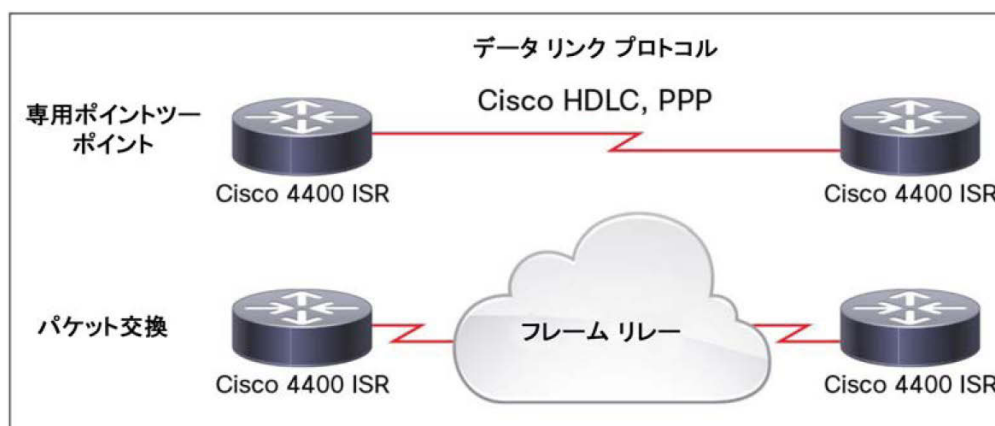 データ リンク プロトコル
Cisco HDLC, PPP
専用ポイントツー
ポイント
Cisco 4400 ISR
Cisco 4400 ISR
パケット交換
フレーム リレー
Cisco 4400 ISR
Cisco 4400 ISR